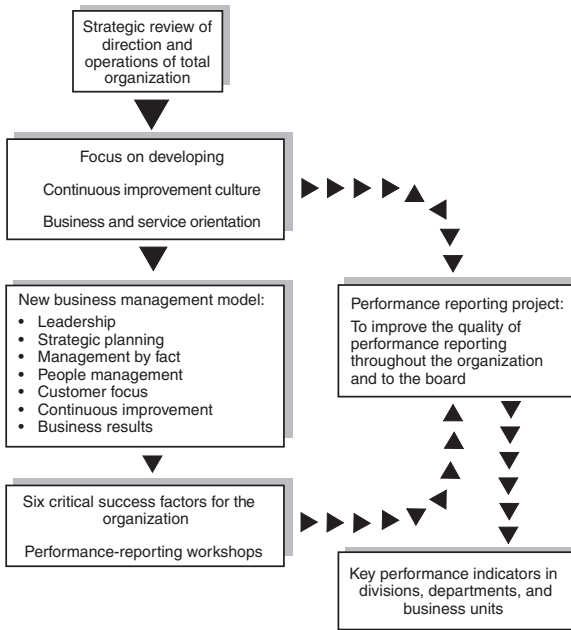 Strategic review of
direction and
operations of total
organization
Focus on developing
Continuous improvement culture
Business and service orientation
New business management model:
• Leadership
• Strategic planning
• Management by fact
• People management
• Customer focus
• Continuous improvement
• Business results
Six critical success factors for the
organization
Performance-reporting workshops
Performance reporting project:
To improve the quality of
performance reporting
throughout the organization
and to the board
Key performance indicators in
divisions, departments, and
business units